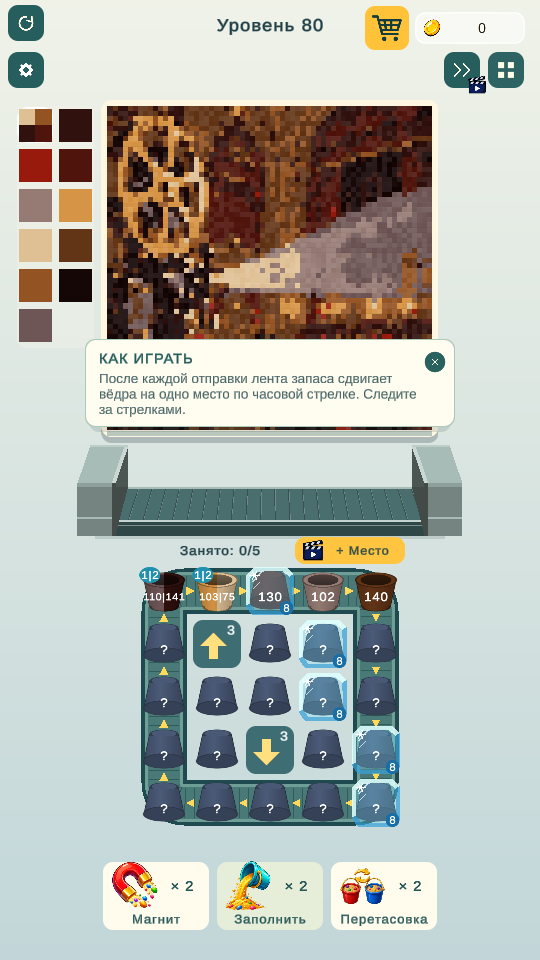 Уровень 80
0
КАК ИГРАТЬ
После каждой отправки лента запаса сдвигает
вёдра на одно место по часовой стрелке. Следите
за стрелками.
Занято: 0/5
+ Место
1|2 1|2
110|141 103|75 130 102 140
8
3
? ? ? ?
8
? ? ? ? ?
8
3
? ? ? ?
8
? ? ? ? ?
8
× 2 × 2 × 2
Магнит Заполнить Перетасовка